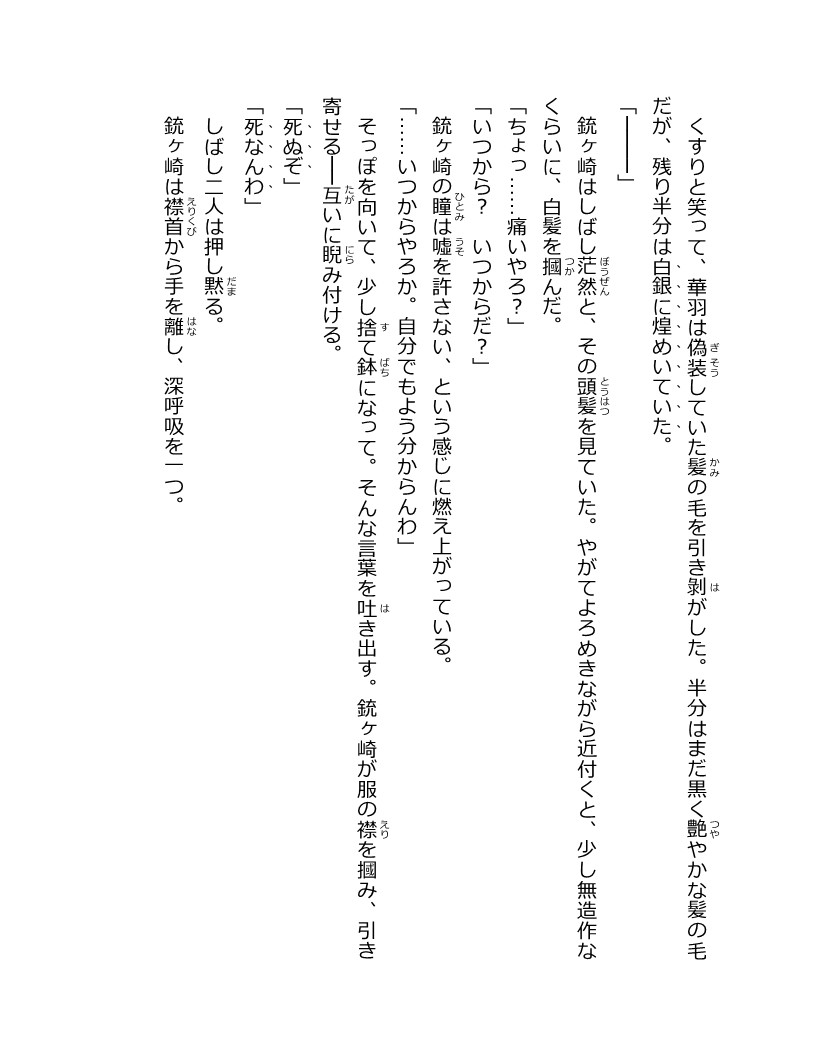 くすりと笑って、華羽は偽装していた髪の毛を引き剝がした。半分はまだ黒く艶やかな髪の毛
だが、残り半分は白銀に煌めいていた。
「――――」
銃ヶ崎はしばし茫然と、その頭髪を見ていた。やがてよろめきながら近付くと、少し無造作な
くらいに、白髪を摑んだ。
「ちょっ……痛いやろ？」
「いつから？　いつからだ？」
銃ヶ崎の瞳は嘘を許さない、という感じに燃え上がっている。
「……いつからやろか。自分でもよう分からんわ」
そっぽを向いて、少し捨て鉢になって。そんな言葉を吐き出す。銃ヶ崎が服の襟を摑み、引き
寄せる――互いに睨み付ける。
「死ぬぞ」
「死なんわ」
しばし二人は押し黙る。
銃ヶ崎は襟首から手を離し、深呼吸を一つ。